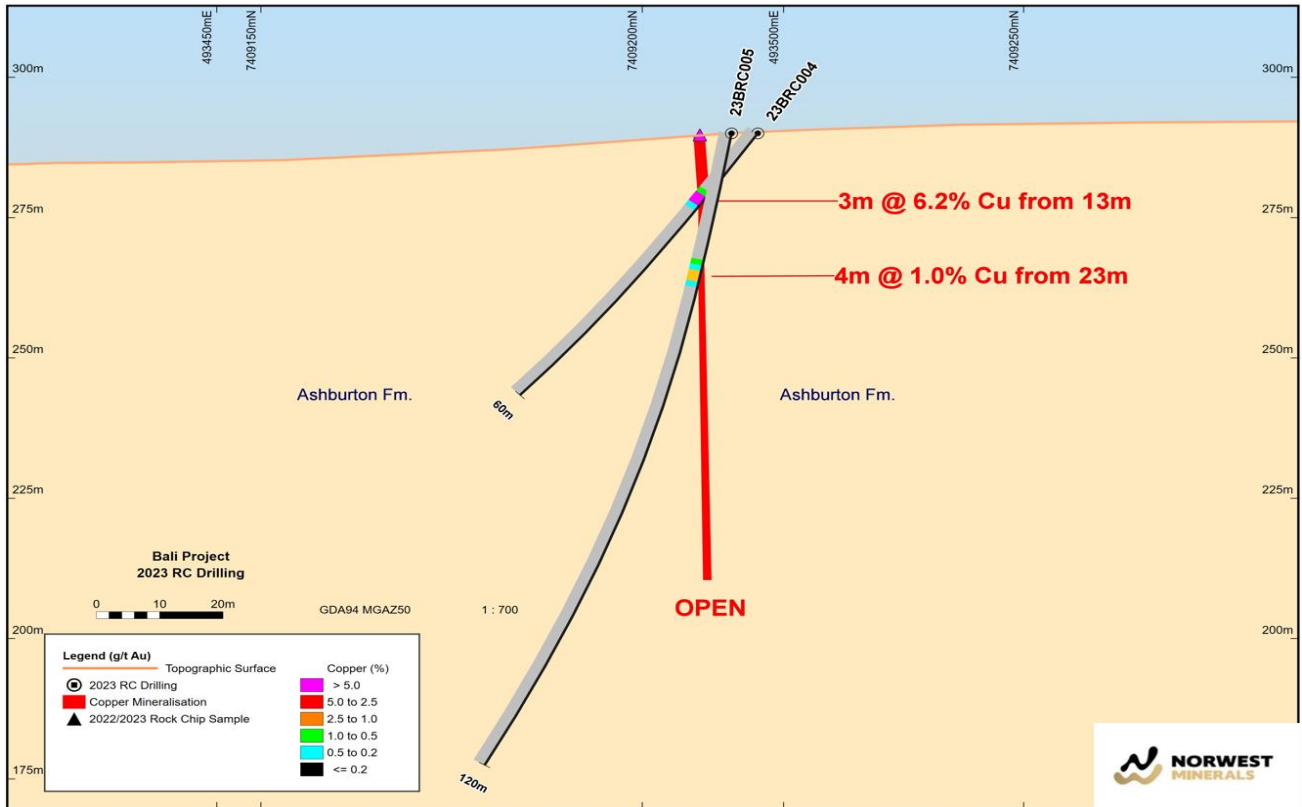 493450mE
7409150mN
7409200mN
493500mE
7409250mN
300m
300m
23BRC005
23BRC004
3m @ 6.2% Cu from 13m
275m
275m
4m @ 1.0% Cu from 23m
250m
250m
Ashburton Fm.
Ashburton Fm.
60m
225m
225m
Bali Project
2023 RC Drilling
0 10 20m
GDA94 MGAZ50 1 : 700
OPEN
200m
200m
Legend (g/t Au)
Topographic Surface
2023 RC Drilling
Copper Mineralisation
2022/2023 Rock Chip Sample
Copper (%)
> 5.0
5.0 to 2.5
2.5 to 1.0
1.0 to 0.5
0.5 to 0.2
<= 0.2
175m
175m
120m
NORWEST
MINERALS